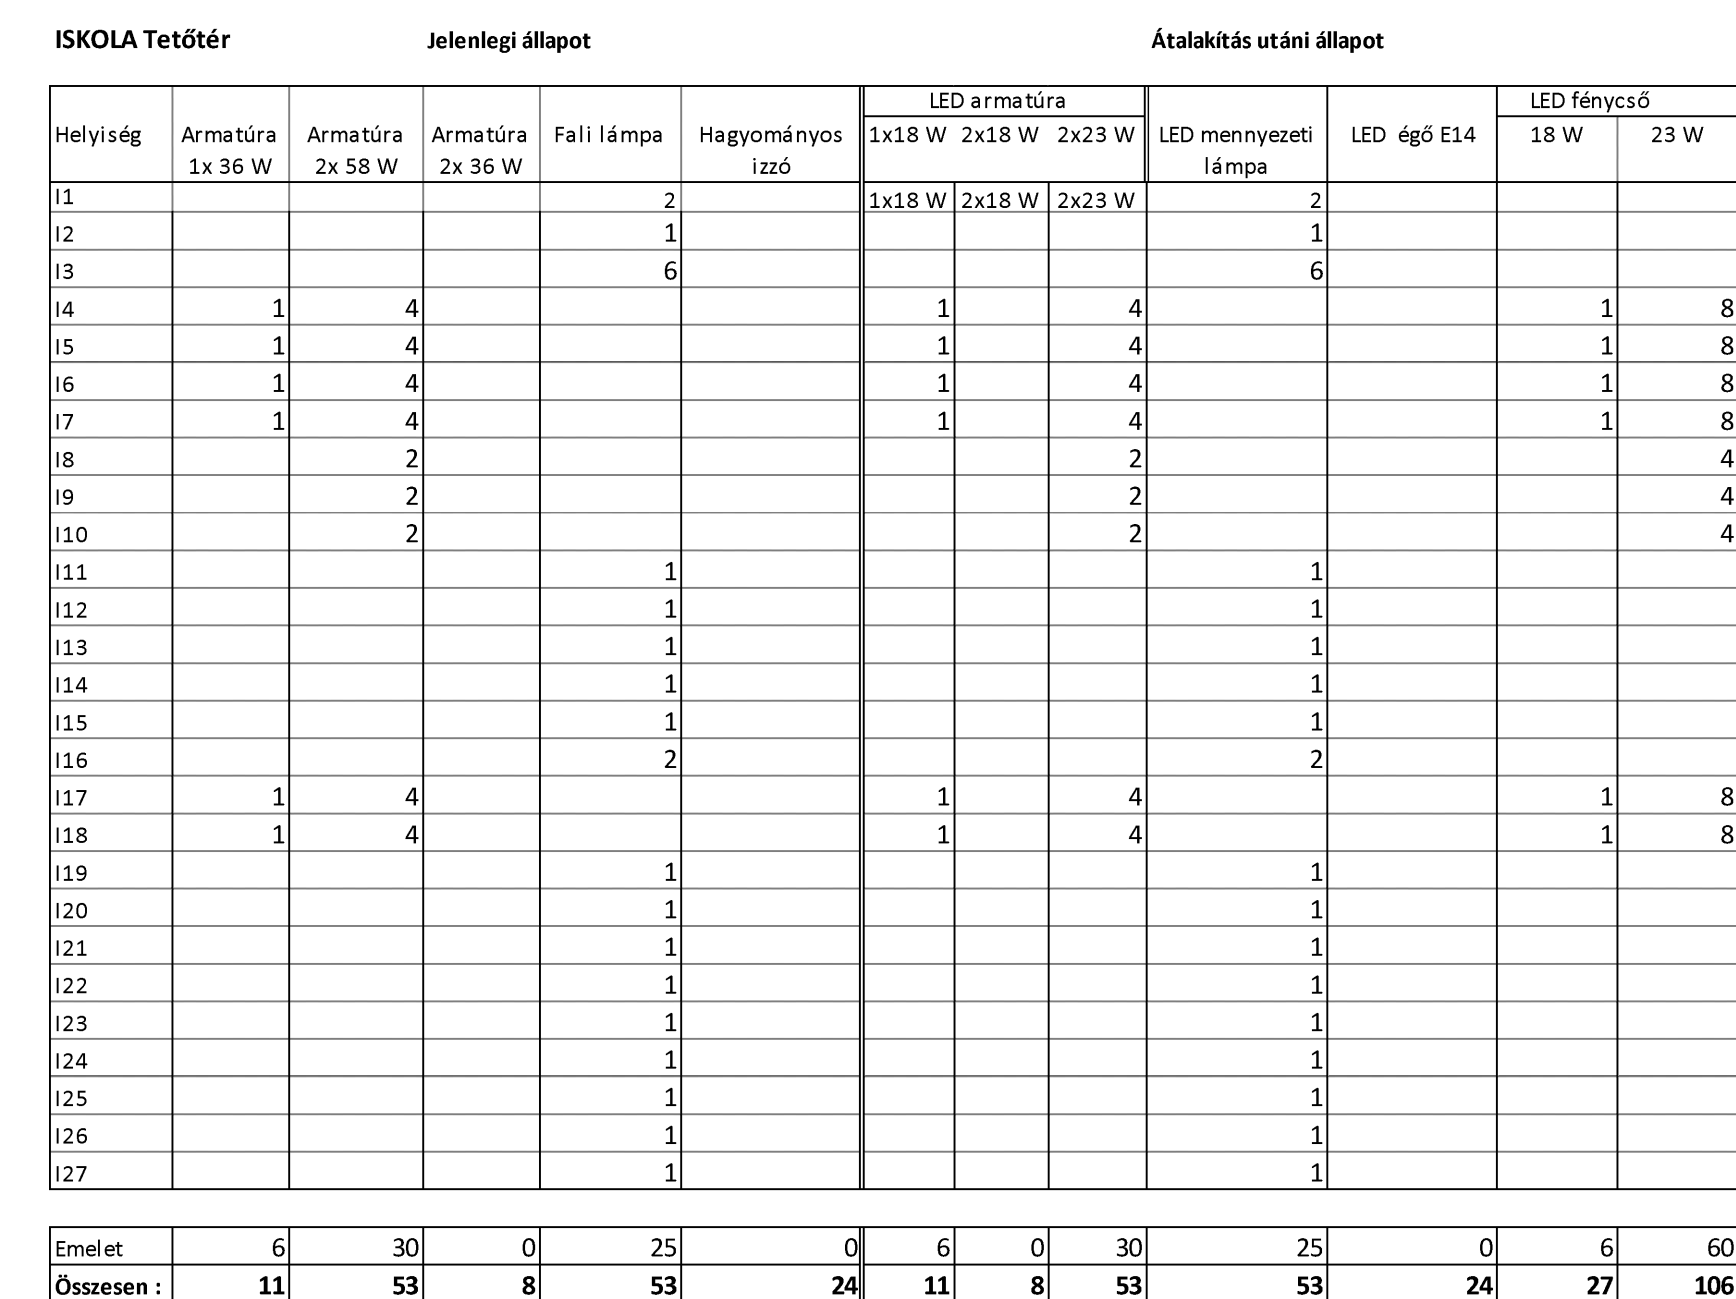 ISKOLA Tetőtér Jelenlegi állapot Átalakítás utáni állapot
LED armatúra LED fénycső
Helyiség Armatúra Armatúra Armatúra Fali lámpa Hagyományos 1x18 W 2x18 W 2x23 W LED mennyezeti LED égő E14 18 W 23 W
1x 36 W 2x 58 W 2x 36 W izzó lámpa
I1 2 1x18 W 2x18 W 2x23 W 2
I2 1 1
I3 6 6
I4 1 4 1 4 1 8
I5 1 4 1 4 1 8
I6 1 4 1 4 1 8
I7 1 4 1 4 1 8
I8 2 2 4
I9 2 2 4
I10 2 2 4
I11 1 1
I12 1 1
I13 1 1
I14 1 1
I15 1 1
I16 2 2
I17 1 4 1 4 1 8
I18 1 4 1 4 1 8
I19 1 1
I20 1 1
I21 1 1
I22 1 1
I23 1 1
I24 1 1
I25 1 1
I26 1 1
I27 1 1
Emelet 6 30 0 25 0 6 0 30 25 0 6 60
Összesen : 11 53 8 53 24 11 8 53 53 24 27 106